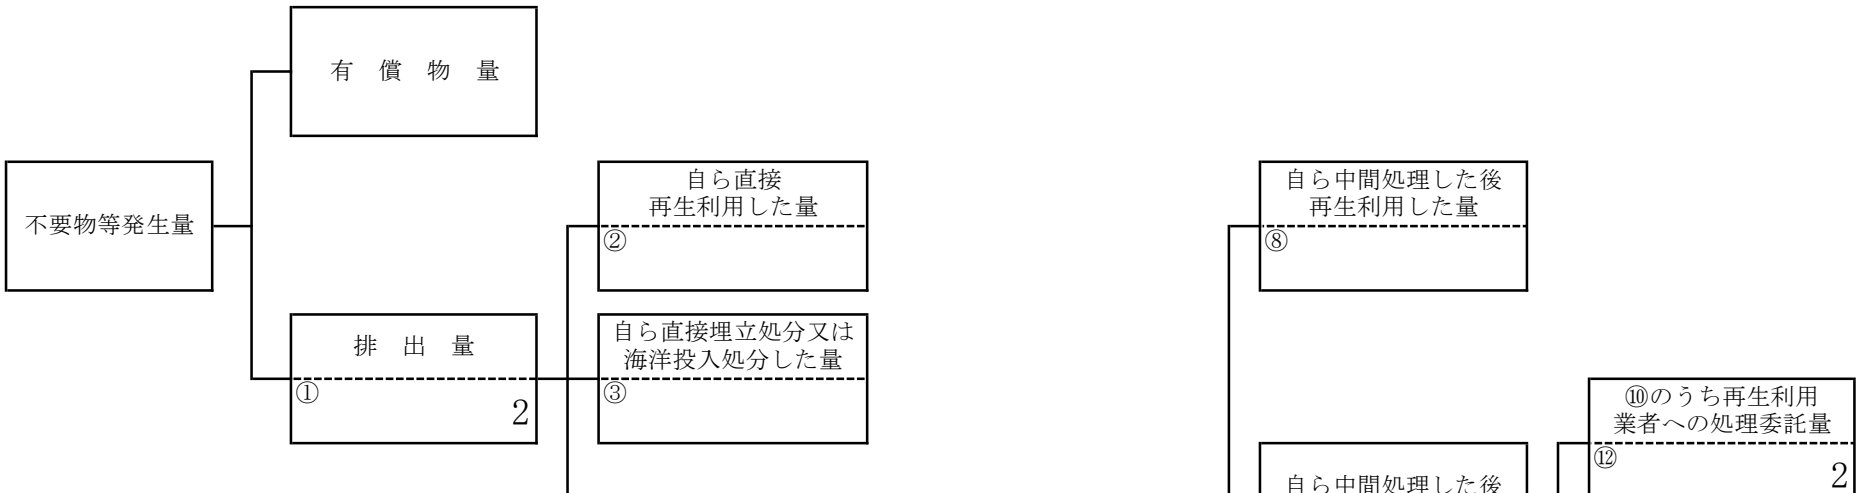 有 償 物 量
不要物等発生量
自ら直接
再生利用した量
②
自ら中間処理した後
再生利用した量
⑧
排 出 量
①
2
自ら直接埋立処分又は
海洋投入処分した量
③
⑩のうち再生利用
業者への処理委託量
⑫
2
自ら中間処理した後